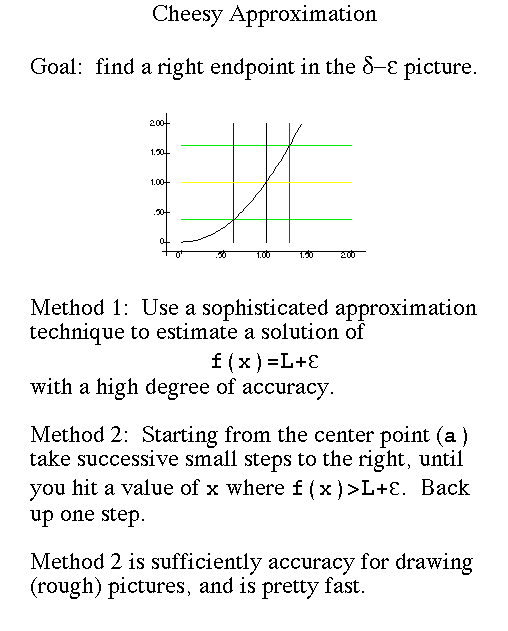 Cheesy Approximation
Goal: find a right endpoint in the δ–ε picture.
2.00
1.50
1.00
.50
0
0 .50 1.00 1.50 2.00
Method 1: Use a sophisticated approximation
technique to estimate a solution of
f(x)=L+ε
with a high degree of accuracy.
Method 2: Starting from the center point (a)
take successive small steps to the right, until
you hit a value of x where f(x)>L+ε. Back
up one step.
Method 2 is sufficiently accuracy for drawing
(rough) pictures, and is pretty fast.